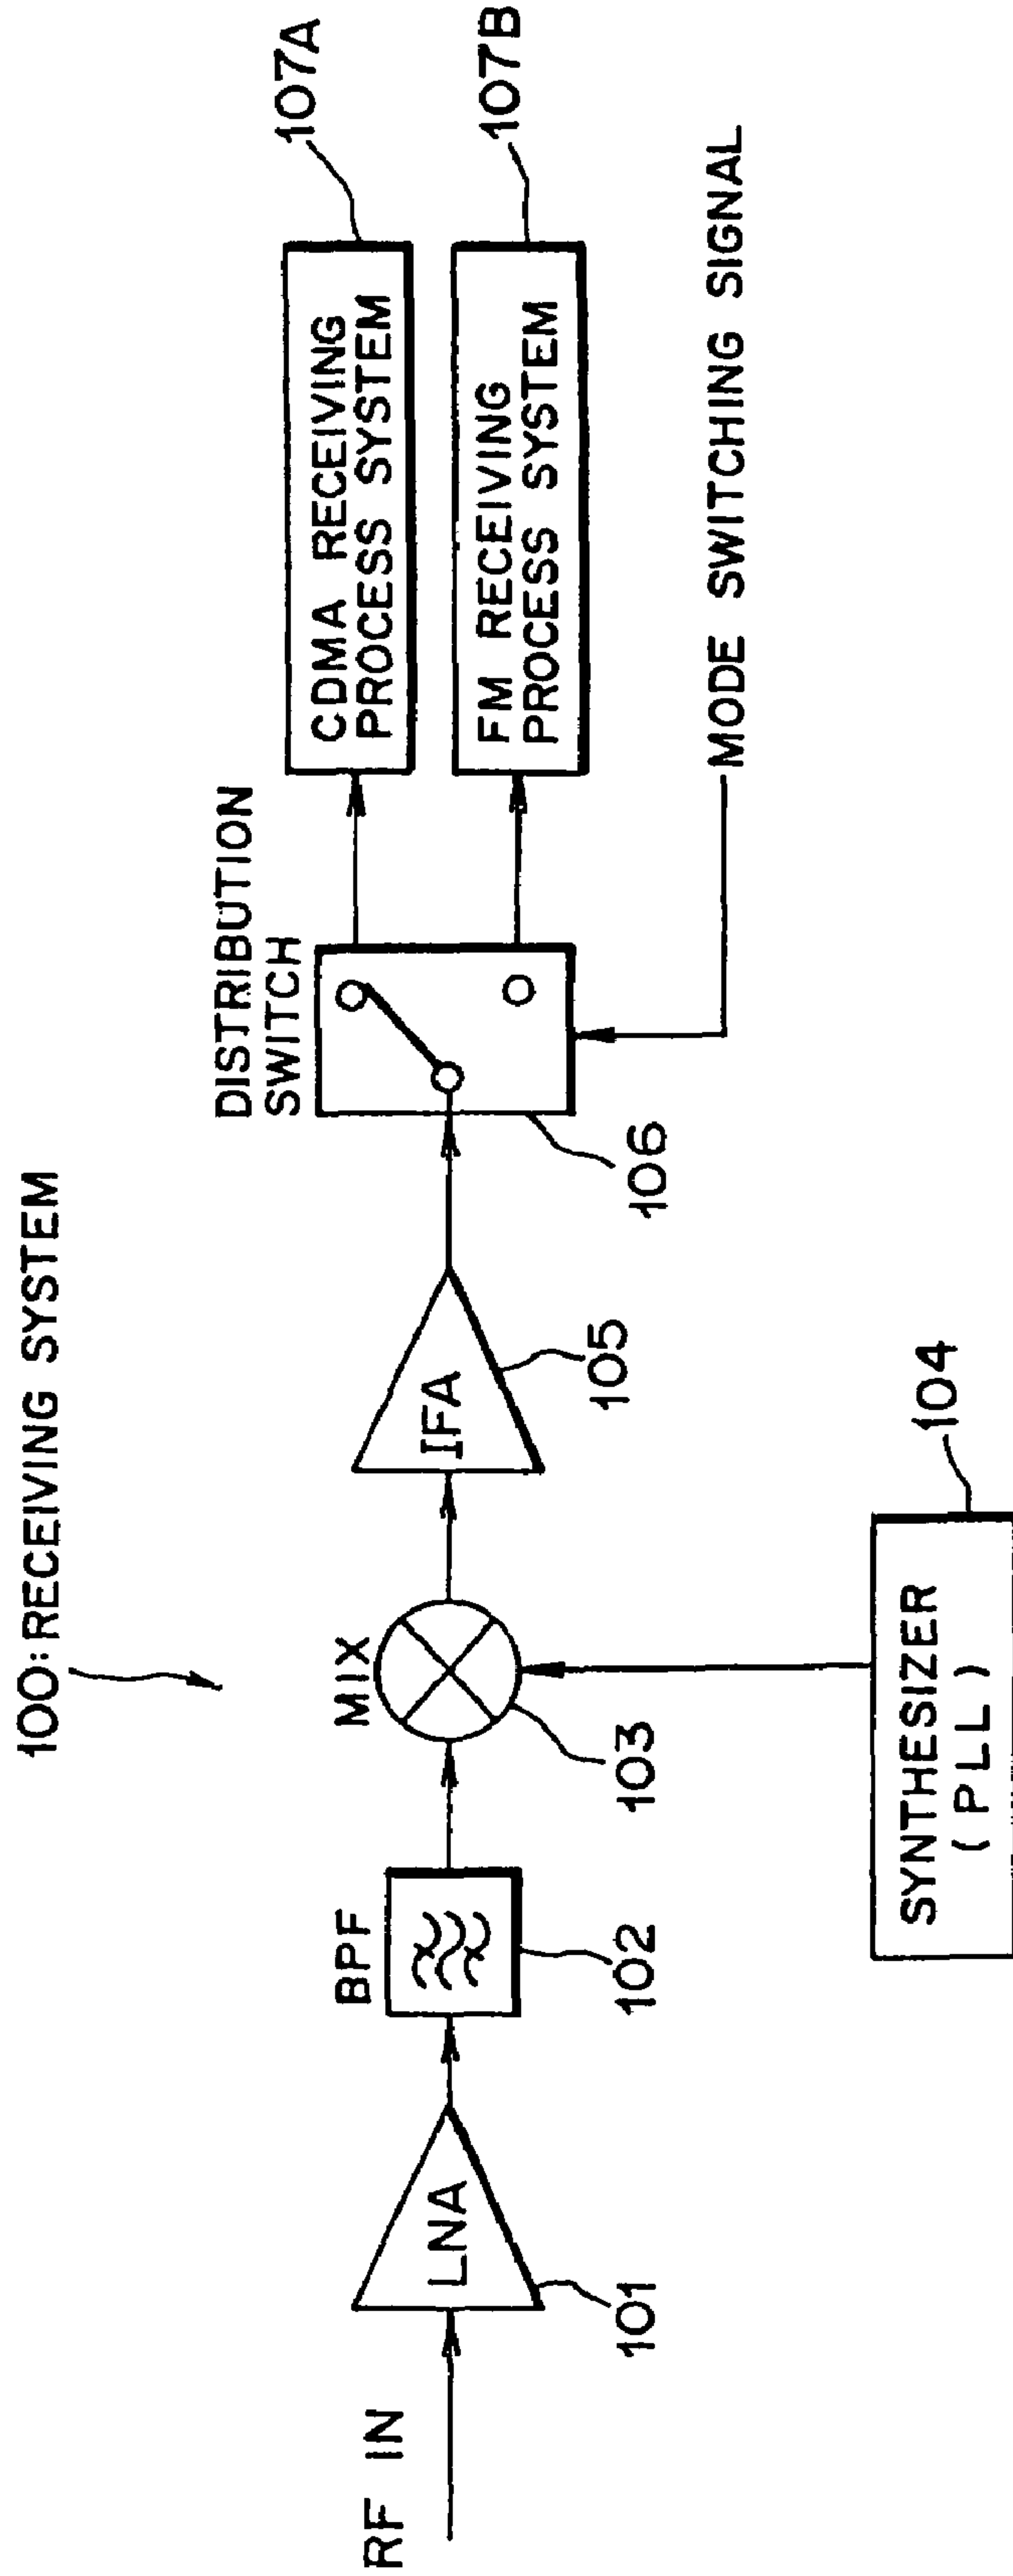 100:RECEIVING SYSTEM
RF IN
LNA
101
BPF
102
MIX
103
SYNTHESIZER
(PLL)
104
IFA
105
DISTRIBUTION
SWITCH
106
CDMA RECEIVING
PROCESS SYSTEM
107A
FM RECEIVING
PROCESS SYSTEM
107B
MODE SWITCHING SIGNAL